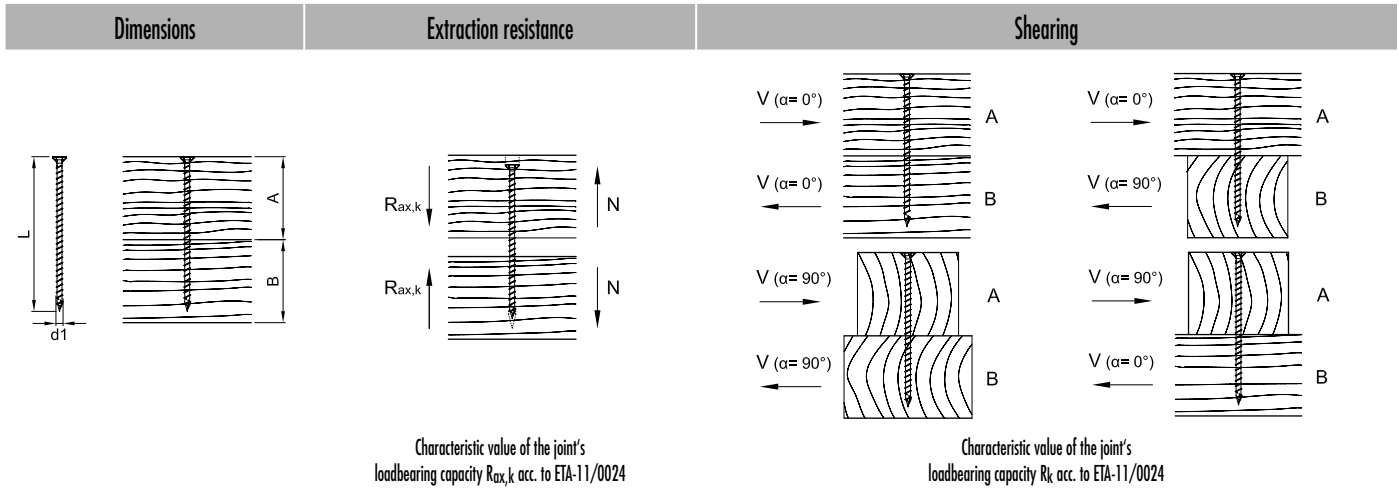 Dimensions
Extraction resistance
Shearing
L
d1
A
B
Rax,k
N
Rax,k
N
V (α= 0°)
A
V (α= 0°)
B
V (α= 0°)
A
V (α= 90°)
B
V (α= 90°)
A
V (α= 90°)
B
V (α= 90°)
A
V (α= 0°)
B
Characteristic value of the joint's
loadbearing capacity Rax,k acc. to ETA-11/0024
Characteristic value of the joint's
loadbearing capacity Rk acc. to ETA-11/0024